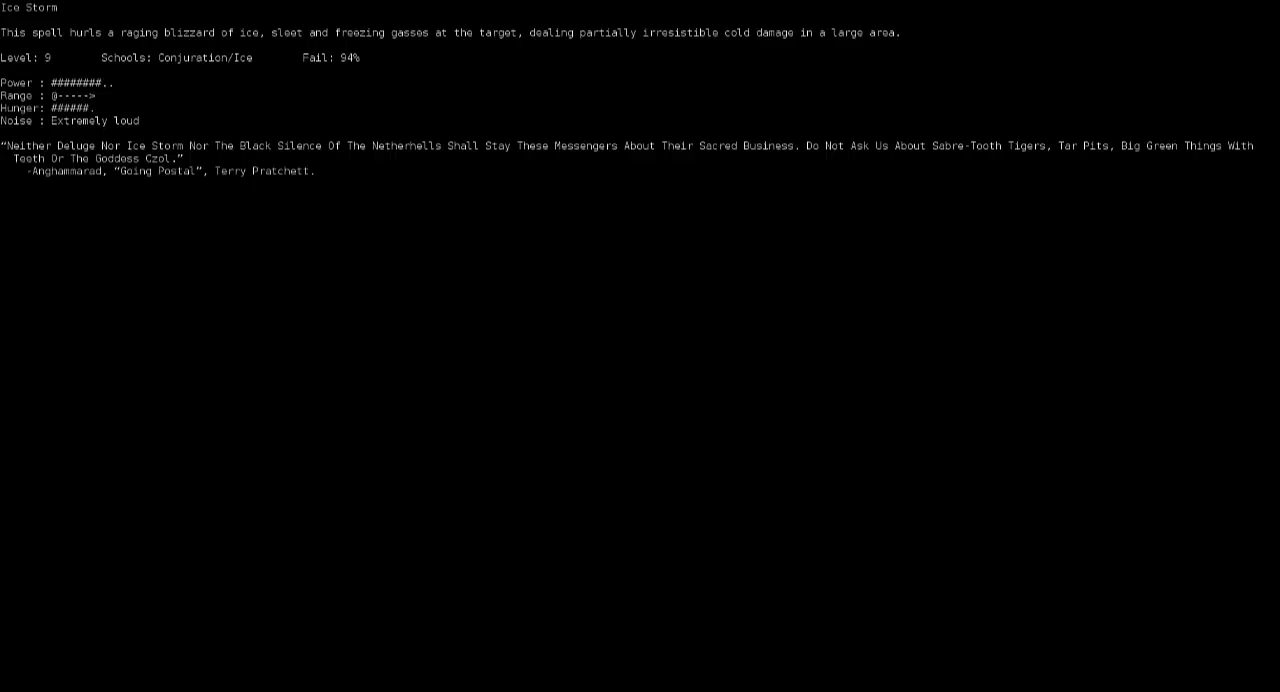 Ice Storm
This spell hurls a raging blizzard of ice, sleet and freezing gasses at the target, dealing partially irresistible cold damage in a large area.
Level: 9 Schools: Conjuration/Ice Fail: 94%
Power : ########..
Range : @----->
Hunger: ######.
Noise : Extremely loud
“Neither Deluge Nor Ice Storm Nor The Black Silence Of The Netherhells Shall Stay These Messengers About Their Sacred Business. Do Not Ask Us About Sabre-Tooth Tigers, Tar Pits, Big Green Things With
Teeth Or The Goddess Czol.”
-Anghammarad, “Going Postal”, Terry Pratchett.